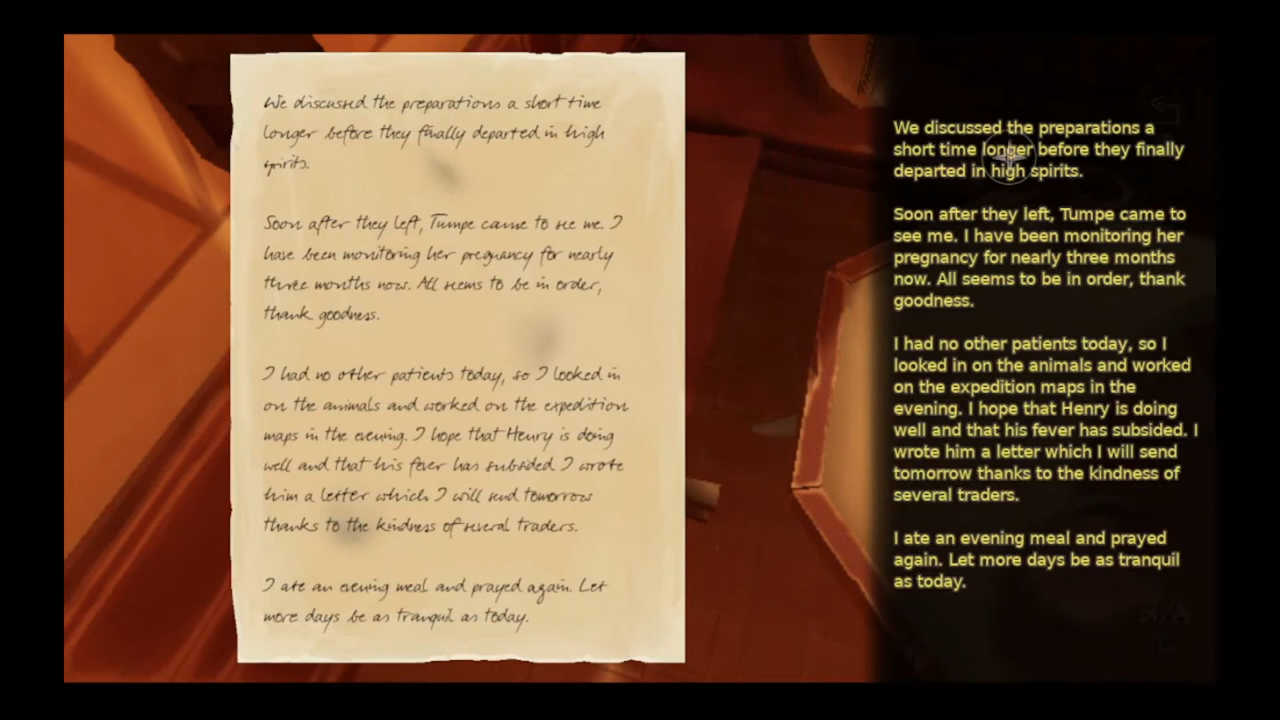 We discussed the preparations a short time
longer before they finally departed in high
spirits.
Soon after they left, Tumpe came to see me. I
have been monitoring her pregnancy for nearly
three months now. All seems to be in order,
thank goodness.
I had no other patients today, so I looked in
on the animals and worked on the expedition
maps in the evening. I hope that Henry is doing
well and that his fever has subsided. I wrote
him a letter which I will send tomorrow
thanks to the kindness of several traders.
I ate an evening meal and prayed again. Let
more days be as tranquil as today.
We discussed the preparations a
short time longer before they finally
departed in high spirits.
Soon after they left, Tumpe came to
see me. I have been monitoring her
pregnancy for nearly three months
now. All seems to be in order, thank
goodness.
I had no other patients today, so I
looked in on the animals and worked
on the expedition maps in the
evening. I hope that Henry is doing
well and that his fever has subsided. I
wrote him a letter which I will send
tomorrow thanks to the kindness of
several traders.
I ate an evening meal and prayed
again. Let more days be as tranquil
as today.